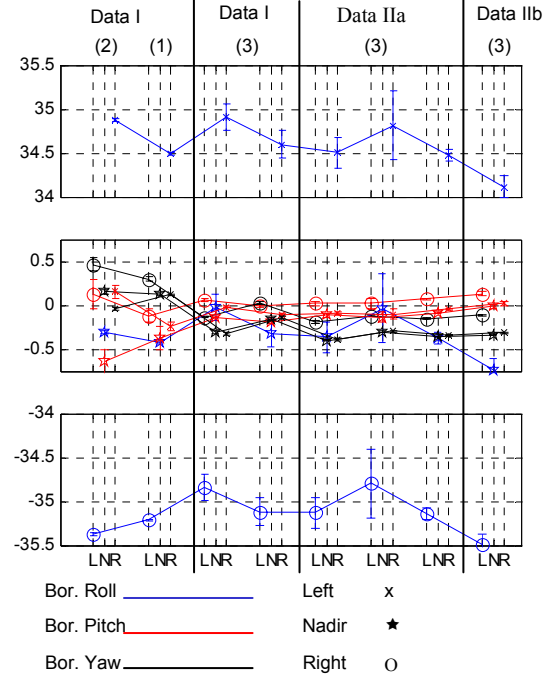 Data I Data I Data IIa Data IIb
(2) (1) (3) (3) (3)
35.5
35
34.5
34
0.5
0
-0.5
-34
-34.5
-35
-35.5
LNR LNR LNR LNR LNR LNR LNR LNR
Bor. Roll Left x
Bor. Pitch Nadir ★
Bor. Yaw Right O